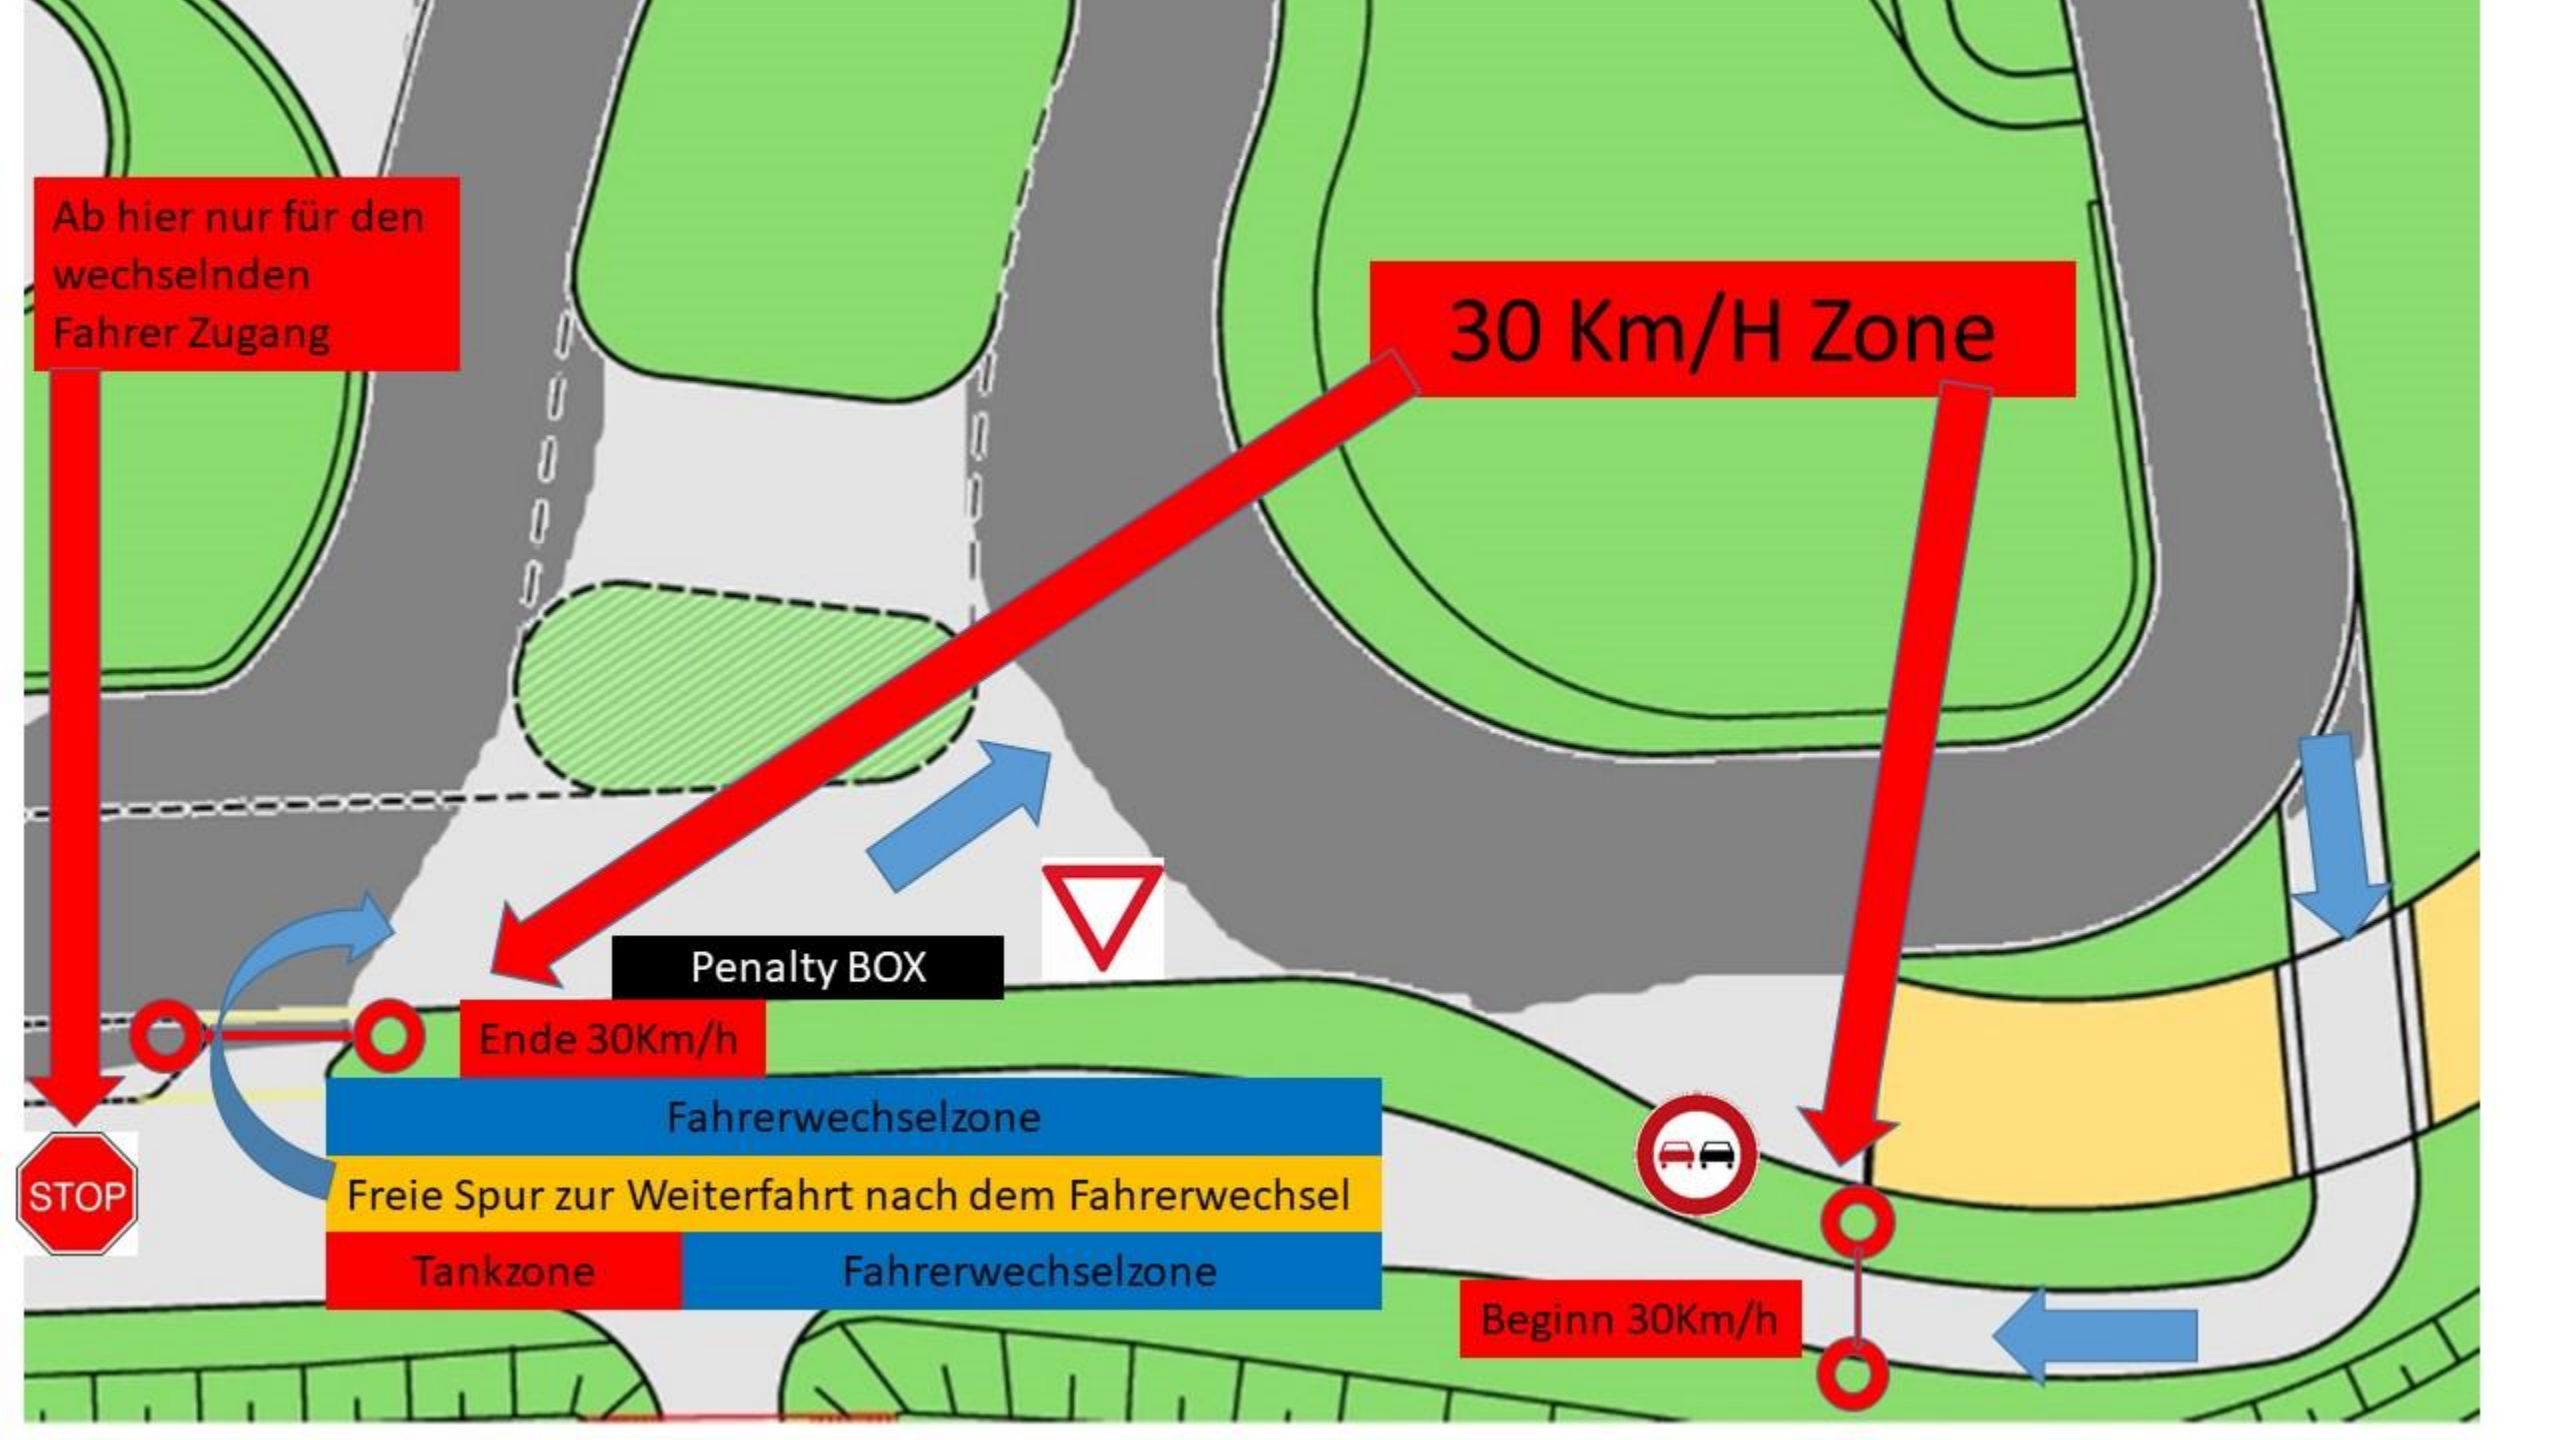 Ab hier nur für den
wechselnden
Fahrer Zugang
30 Km/H Zone
Penalty BOX
Ende 30Km/h
Fahrerwechselzone
STOP
Freie Spur zur Weiterfahrt nach dem Fahrerwechsel
Tankzone
Fahrerwechselzone
Beginn 30Km/h